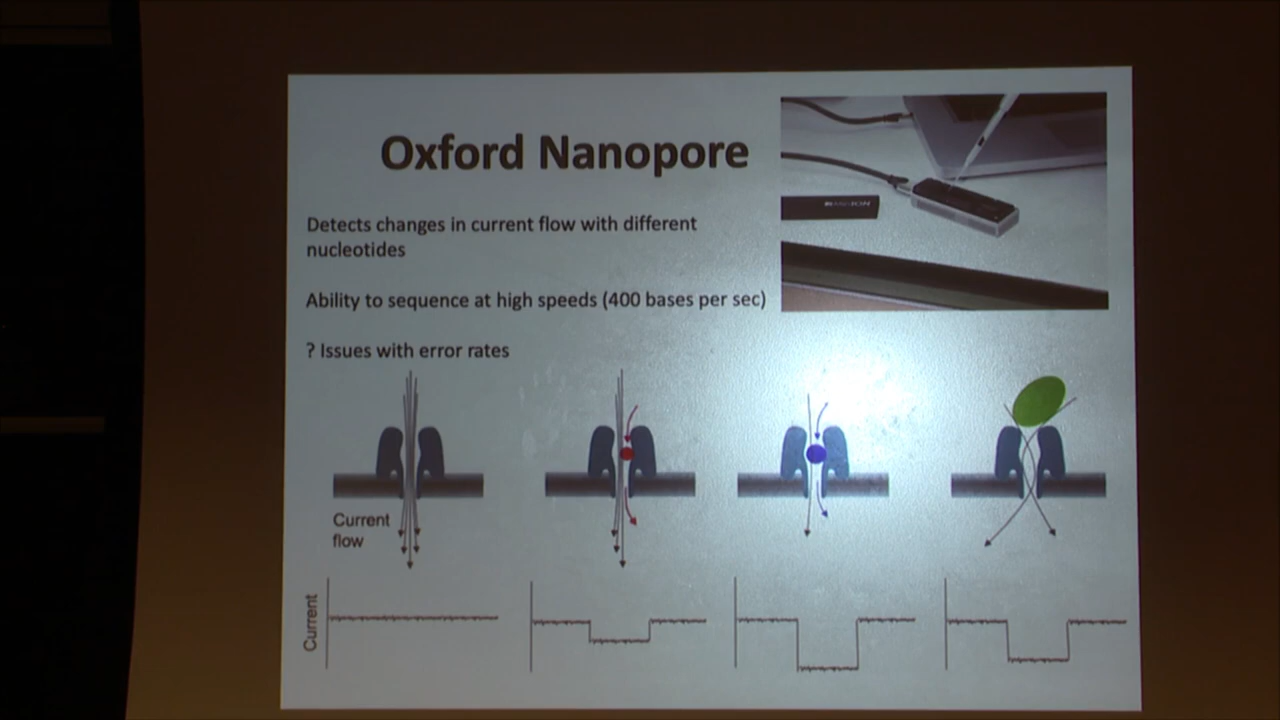 Oxford Nanopore
Detects changes in current flow with different
nucleotides
Ability to sequence at high speeds (400 bases per sec)
? Issues with error rates
Current
flow
Current